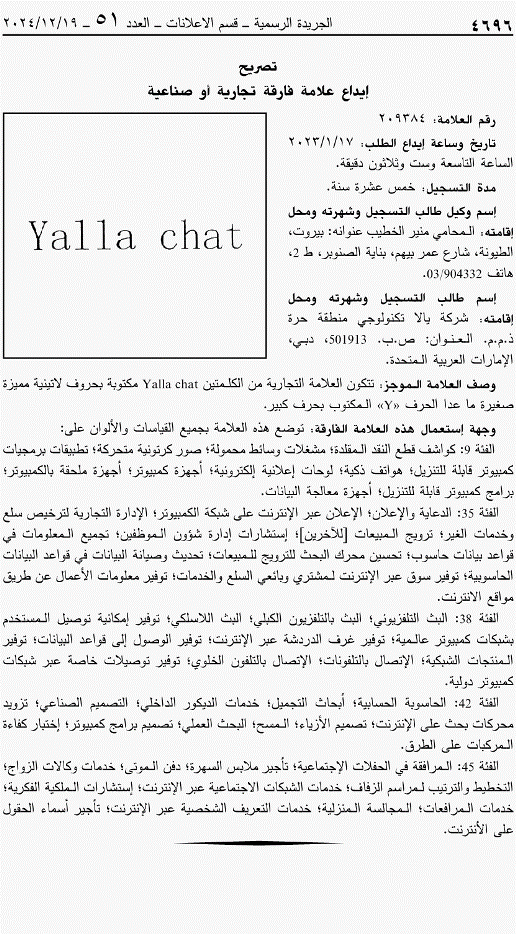 ٤٦٩٦ الجريدة الرسمية ــ قسم الاعلانات ــ العدد ٥١ ــ ٢٠٢٤/١٢/١٩
تصريح
إيداع علامة فارقة تجارية أو صناعية
رقم العلامة: ٢٠٩٣٨٤
تاريخ وساعة إيداع الطلب: ٢٠٢٣/١/١٧
الساعة التاسعة وست وثلاثون دقيقة.
مدة التسجيل: خمس عشرة سنة.
إسم وكيل طالب التسجيل وشهرته ومحل
إقامته: المحامي منير الخطيب عنوانه: بيروت،
الطيونة، شارع عمر بيهم، بناية الصنوبر، ط 2،
هاتف 03/904332.
إسم طالب التسجيل وشهرته ومحل
إقامته: شركة يالا تكنولوجي منطقة حرة
ذ.م.م. العنوان: ص.ب. 501913، دبي،
الإمارات العربية المتحدة.
Yalla chat
وصف العلامة الموجز: تتكون العلامة التجارية من الكلمتين Yalla chat مكتوبة بحروف لاتينية مميزة
صغيرة ما عدا الحرف «Y» المكتوب بحرف كبير.
وجهة إستعمال هذه العلامة الفارقة: توضع هذه العلامة بجميع القياسات والألوان على:
الفئة 9: كواشف قطع النقد المقلدة؛ مشغلات وسائط محمولة؛ صور كرتونية متحركة؛ تطبيقات برمجيات
كمبيوتر قابلة للتنزيل؛ هواتف ذكية؛ لوحات إعلانية إلكترونية؛ أجهزة كمبيوتر؛ أجهزة ملحقة بالكمبيوتر؛
برامج كمبيوتر قابلة للتنزيل؛ أجهزة معالجة البيانات.
الفئة 35: الدعاية والإعلان؛ الإعلان عبر الإنترنت على شبكة الكمبيوتر؛ الإدارة التجارية لترخيص سلع
وخدمات الغير؛ ترويج المبيعات [للآخرين]؛ إستشارات إدارة شؤون الموظفين؛ تجميع المعلومات في
قواعد بيانات حاسوب؛ تحسين محرك البحث للترويج للمبيعات؛ تحديث وصيانة البيانات في قواعد البيانات
الحاسوبية؛ توفير سوق عبر الإنترنت لمشتري وبائعي السلع والخدمات؛ توفير معلومات الأعمال عن طريق
مواقع الانترنت.
الفئة 38: البث التلفزيوني؛ البث بالتلفزيون الكبلي؛ البث اللاسلكي؛ توفير إمكانية توصيل المستخدم
بشبكات كمبيوتر عالمية؛ توفير غرف الدردشة عبر الإنترنت؛ توفير الوصول إلى قواعد البيانات؛ توفير
المنتجات الشبكية؛ الإتصال بالتلفونات؛ الإتصال بالتلفون الخلوي؛ توفير توصيلات خاصة عبر شبكات
كمبيوتر دولية.
الفئة 42: الحاسوبة الحسابية؛ أبحاث التجميل؛ خدمات الديكور الداخلي؛ التصميم الصناعي؛ تزويد
محركات بحث على الإنترنت؛ تصميم الأزياء؛ المسح؛ البحث العملي؛ تصميم برامج كمبيوتر؛ إختبار كفاءة
المركبات على الطرق.
الفئة 45: المرافقة في الحفلات الإجتماعية؛ تأجير ملابس السهرة؛ دفن الموتى؛ خدمات وكالات الزواج؛
التخطيط والترتيب لمراسم الزفاف؛ خدمات الشبكات الاجتماعية عبر الإنترنت؛ إستشارات الملكية الفكرية؛
خدمات المرافعات؛ المجالسة المنزلية؛ خدمات التعريف الشخصية عبر الإنترنت؛ تأجير أسماء الحقول
على الأنترنت.